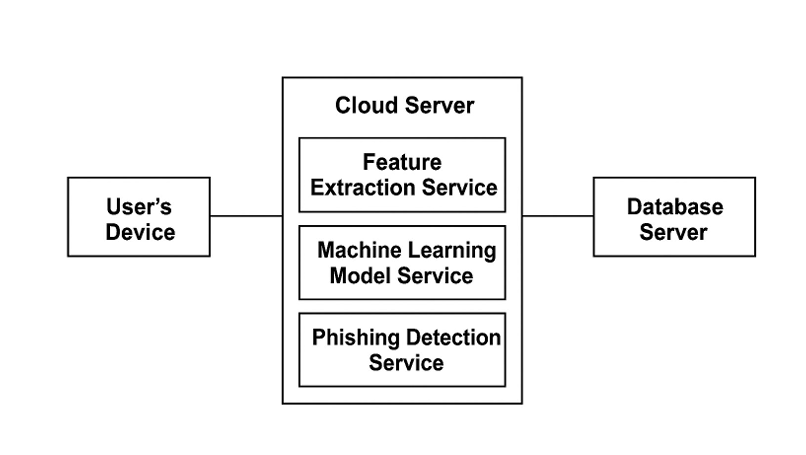 Cloud Server
Feature
Extraction Service
User's
Device
Machine Learning
Model Service
Database
Server
Phishing Detection
Service